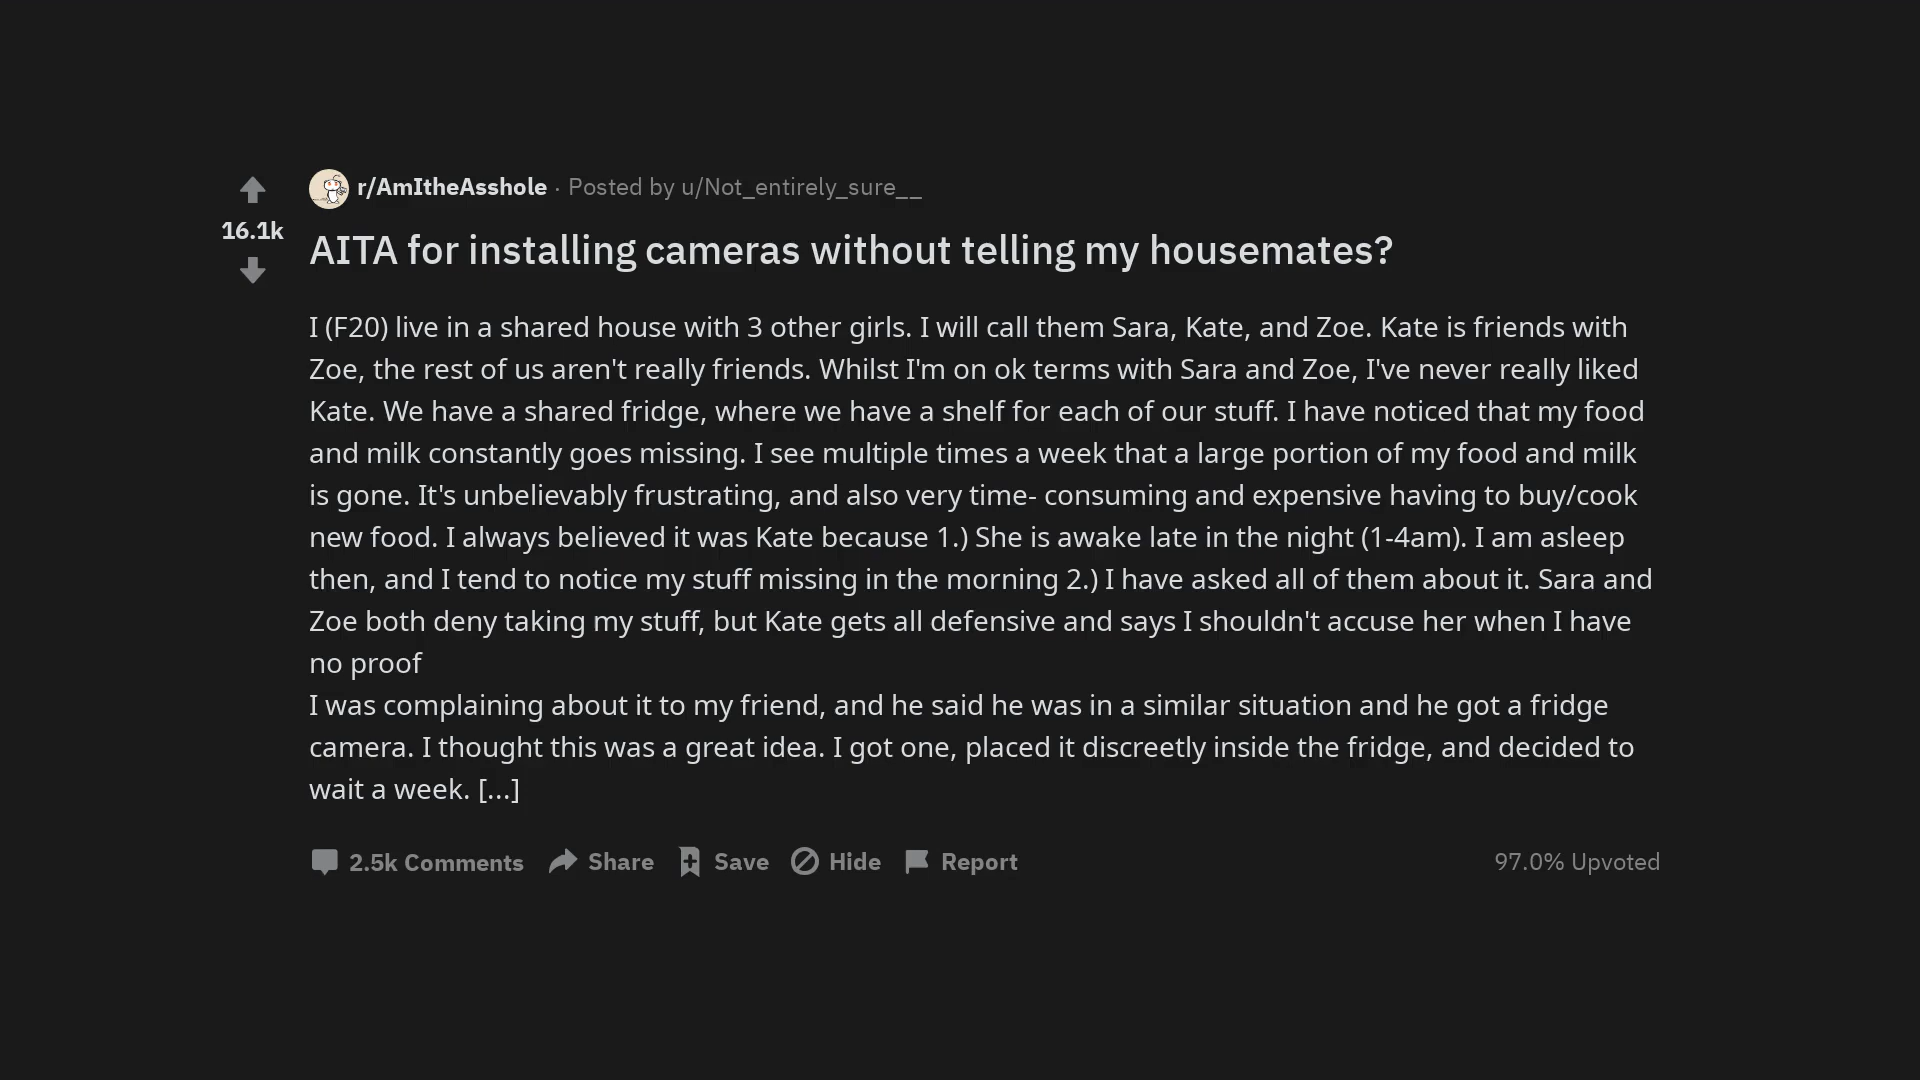 r/AmItheAsshole · Posted by u/Not_entirely_sure__
16.1k
AITA for installing cameras without telling my housemates?
I (F20) live in a shared house with 3 other girls. I will call them Sara, Kate, and Zoe. Kate is friends with
Zoe, the rest of us aren't really friends. Whilst I'm on ok terms with Sara and Zoe, I've never really liked
Kate. We have a shared fridge, where we have a shelf for each of our stuff. I have noticed that my food
and milk constantly goes missing. I see multiple times a week that a large portion of my food and milk
is gone. It's unbelievably frustrating, and also very time- consuming and expensive having to buy/cook
new food. I always believed it was Kate because 1.) She is awake late in the night (1-4am). I am asleep
then, and I tend to notice my stuff missing in the morning 2.) I have asked all of them about it. Sara and
Zoe both deny taking my stuff, but Kate gets all defensive and says I shouldn't accuse her when I have
no proof
I was complaining about it to my friend, and he said he was in a similar situation and he got a fridge
camera. I thought this was a great idea. I got one, placed it discreetly inside the fridge, and decided to
wait a week. [...]
2.5k Comments Share Save Hide Report 97.0% Upvoted